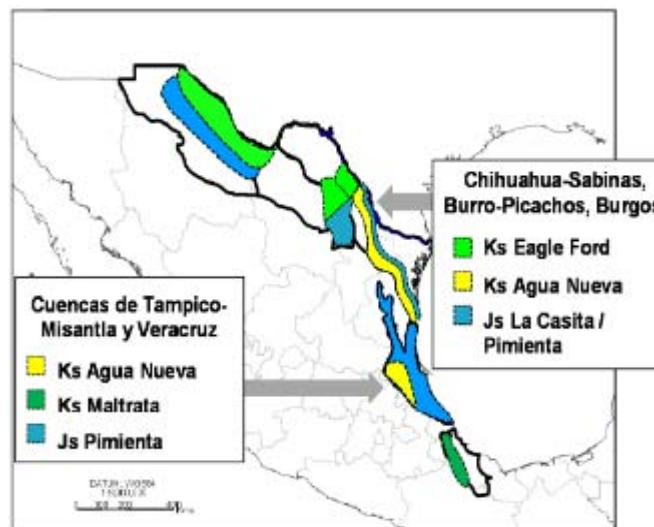 Chihuahua-Sabinas,
Burro-Picachos, Burgos
Ks Eagle Ford
Ks Agua Nueva
Js La Casita /
Pimienta
Cuencas de Tampico-
Misantla y Veracruz
Ks Agua Nueva
Ks Maltrata
Js Pimienta